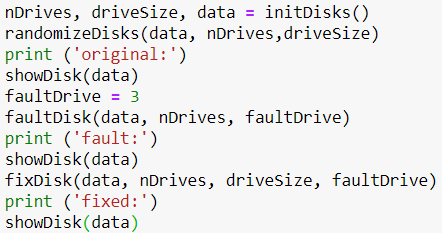 nDrives, driveSize, data = initDisks()
randomizeDisks(data, nDrives,driveSize)
print ('original:')
showDisk(data)
faultDrive = 3
faultDisk(data, nDrives, faultDrive)
print ('fault:')
showDisk(data)
fixDisk(data, nDrives, driveSize, faultDrive)
print ('fixed:')
showDisk(data)